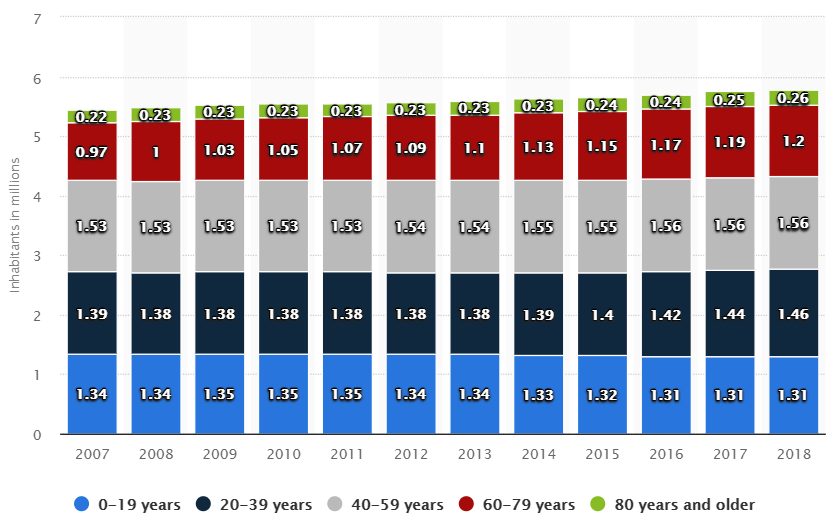 7
6
5
4
3
2
1
0
Inhabitants in millions
0.22 0.23 0.23 0.23 0.23 0.23 0.23 0.23 0.24 0.24 0.25 0.26
0.97 1 1.03 1.05 1.07 1.09 1.1 1.13 1.15 1.17 1.19 1.2
1.53 1.53 1.53 1.53 1.53 1.54 1.54 1.55 1.55 1.56 1.56 1.56
1.39 1.38 1.38 1.38 1.38 1.38 1.38 1.39 1.4 1.42 1.44 1.46
1.34 1.34 1.35 1.35 1.35 1.34 1.34 1.33 1.32 1.31 1.31 1.31
2007 2008 2009 2010 2011 2012 2013 2014 2015 2016 2017 2018
0–19 years 20–39 years 40–59 years 60–79 years 80 years and older